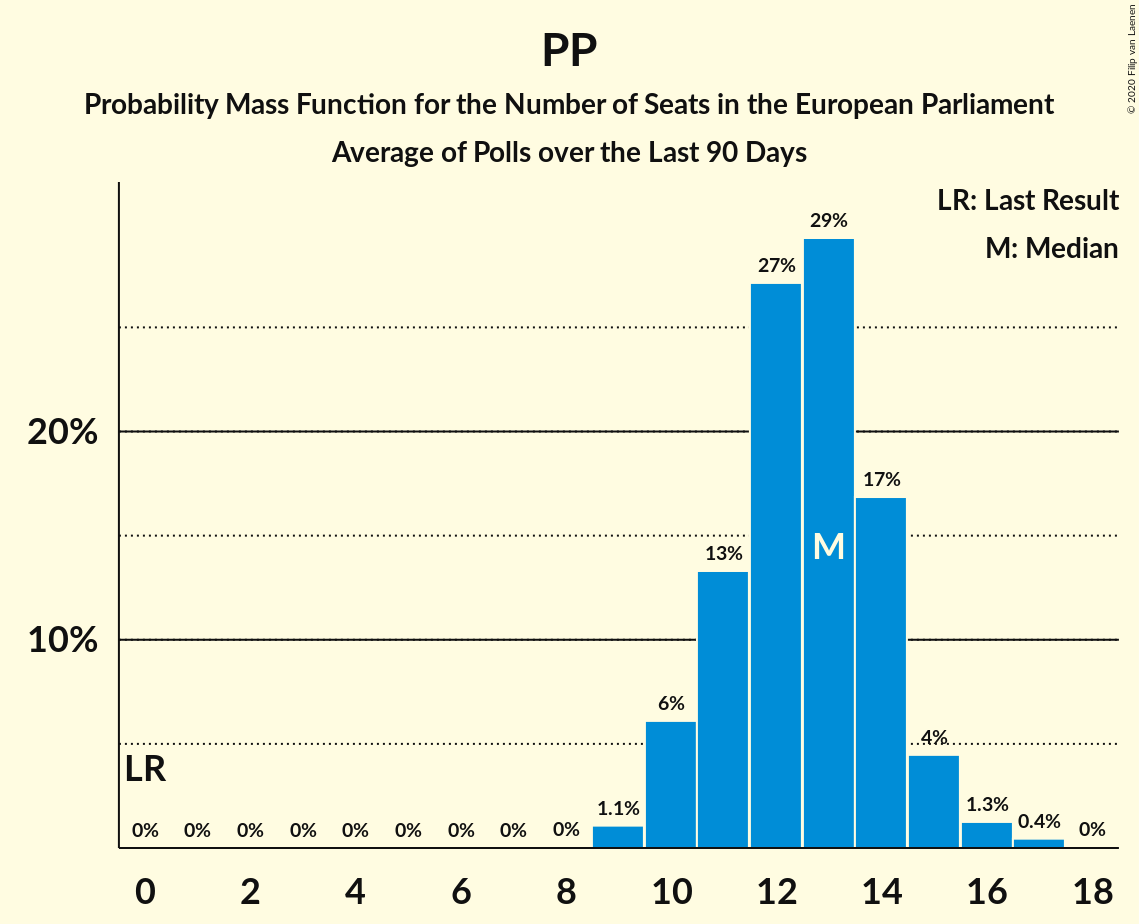 PP
Probability Mass Function for the Number of Seats in the European Parliament
Average of Polls over the Last 90 Days
© 2020 Filip van Laenen
LR: Last Result
M: Median
29%
27%
20%
17%
M
13%
10%
6%
4%
LR
1.1%
1.3%
0.4%
0% 0% 0% 0% 0% 0% 0% 0% 0% 0%
0 2 4 6 8 10 12 14 16 18